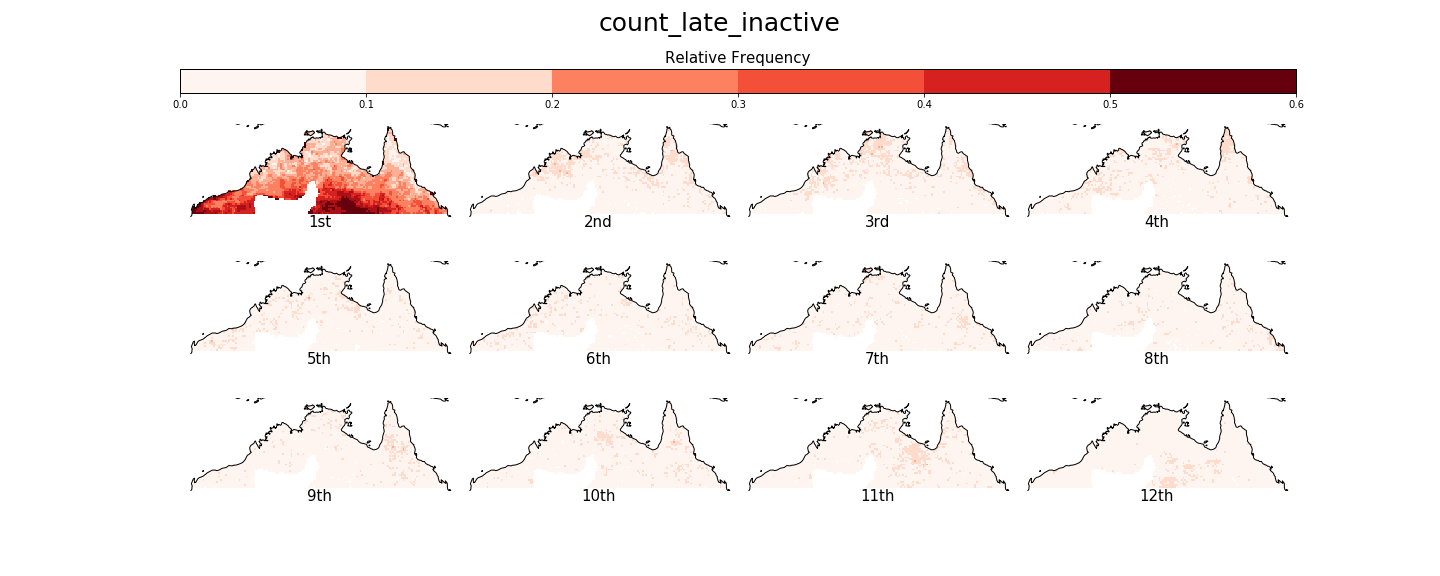 count_late_inactive
Relative Frequency
0.0 0.1 0.2 0.3 0.4 0.5 0.6
1st 2nd 3rd 4th
5th 6th 7th 8th
9th 10th 11th 12th